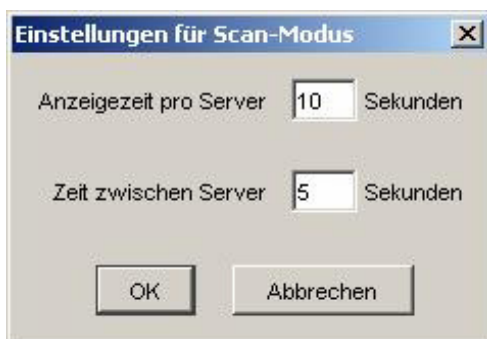 Einstellungen für Scan-Modus
Anzeigezeit pro Server 10 Sekunden
Zeit zwischen Server 5 Sekunden
OK Abbrechen